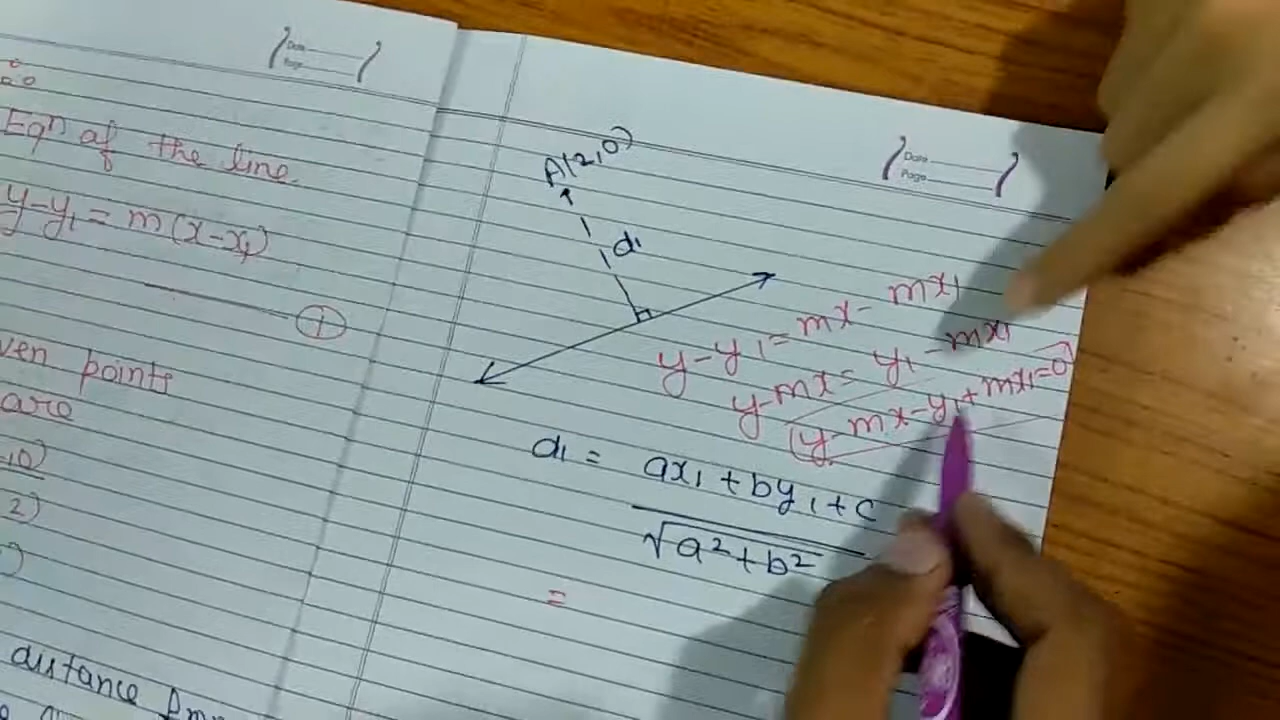 Date
Page
Eqn of the line
y-y₁ = m(x-x₁)
ven points
are
2)
distance
Date
Page
A(2,0)
d₁
y-y₁ = mx - mx₁
y-mx = y₁ - mx₁
(y-mx-y₁+mx₁=0)
d₁ = ax₁ + by₁ + c
√a² + b²
=